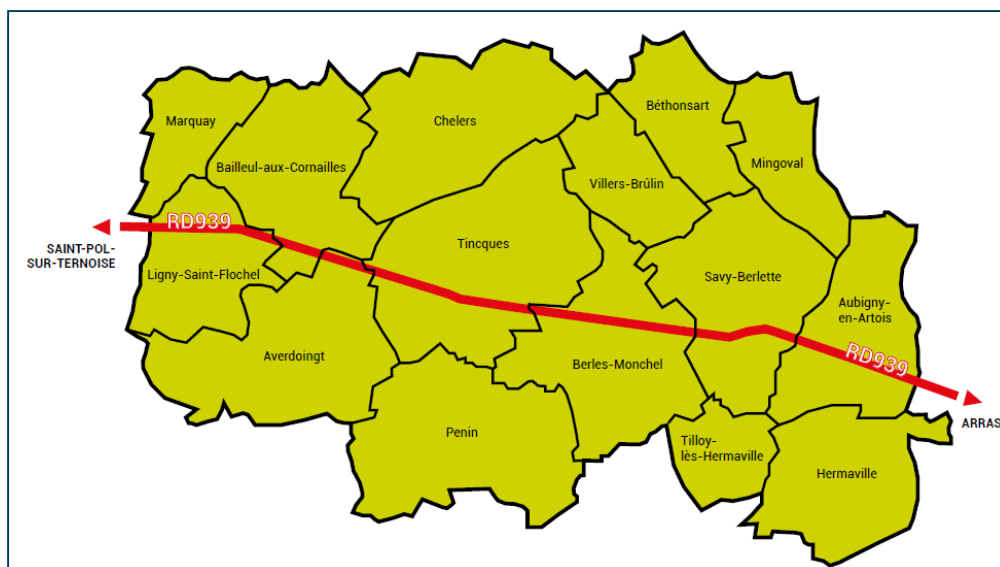 Béthonsart
Marquay
Chelers
Mingoval
Bailleul-aux-Cornailles
Villers-Brûlin
RD939
SAINT-POL-
SUR-TERNOISE
Tincques
Ligny-Saint-Flochel
Savy-Berlette
Aubigny-
en-Artois
Averdoingt
Berles-Monchel
RD939
ARRAS
Penin
Tilloy-
lès-Hermaville
Hermaville